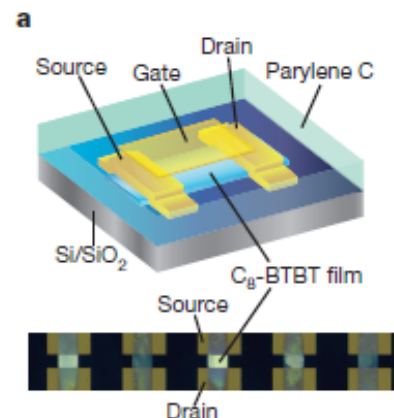 a
Drain
Source
Gate
Parylene C
Si/SiO₂
C₈-BTBT film
Source
Drain